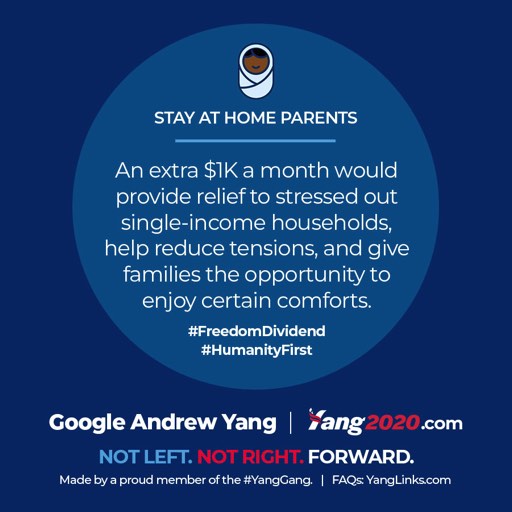 STAY AT HOME PARENTS
An extra $1K a month would
provide relief to stressed out
single-income households,
help reduce tensions, and give
families the opportunity to
enjoy certain comforts.
#FreedomDividend
#HumanityFirst
Google Andrew Yang | Yang2020.com
NOT LEFT. NOT RIGHT. FORWARD.
Made by a proud member of the #YangGang. | FAQs: YangLinks.com